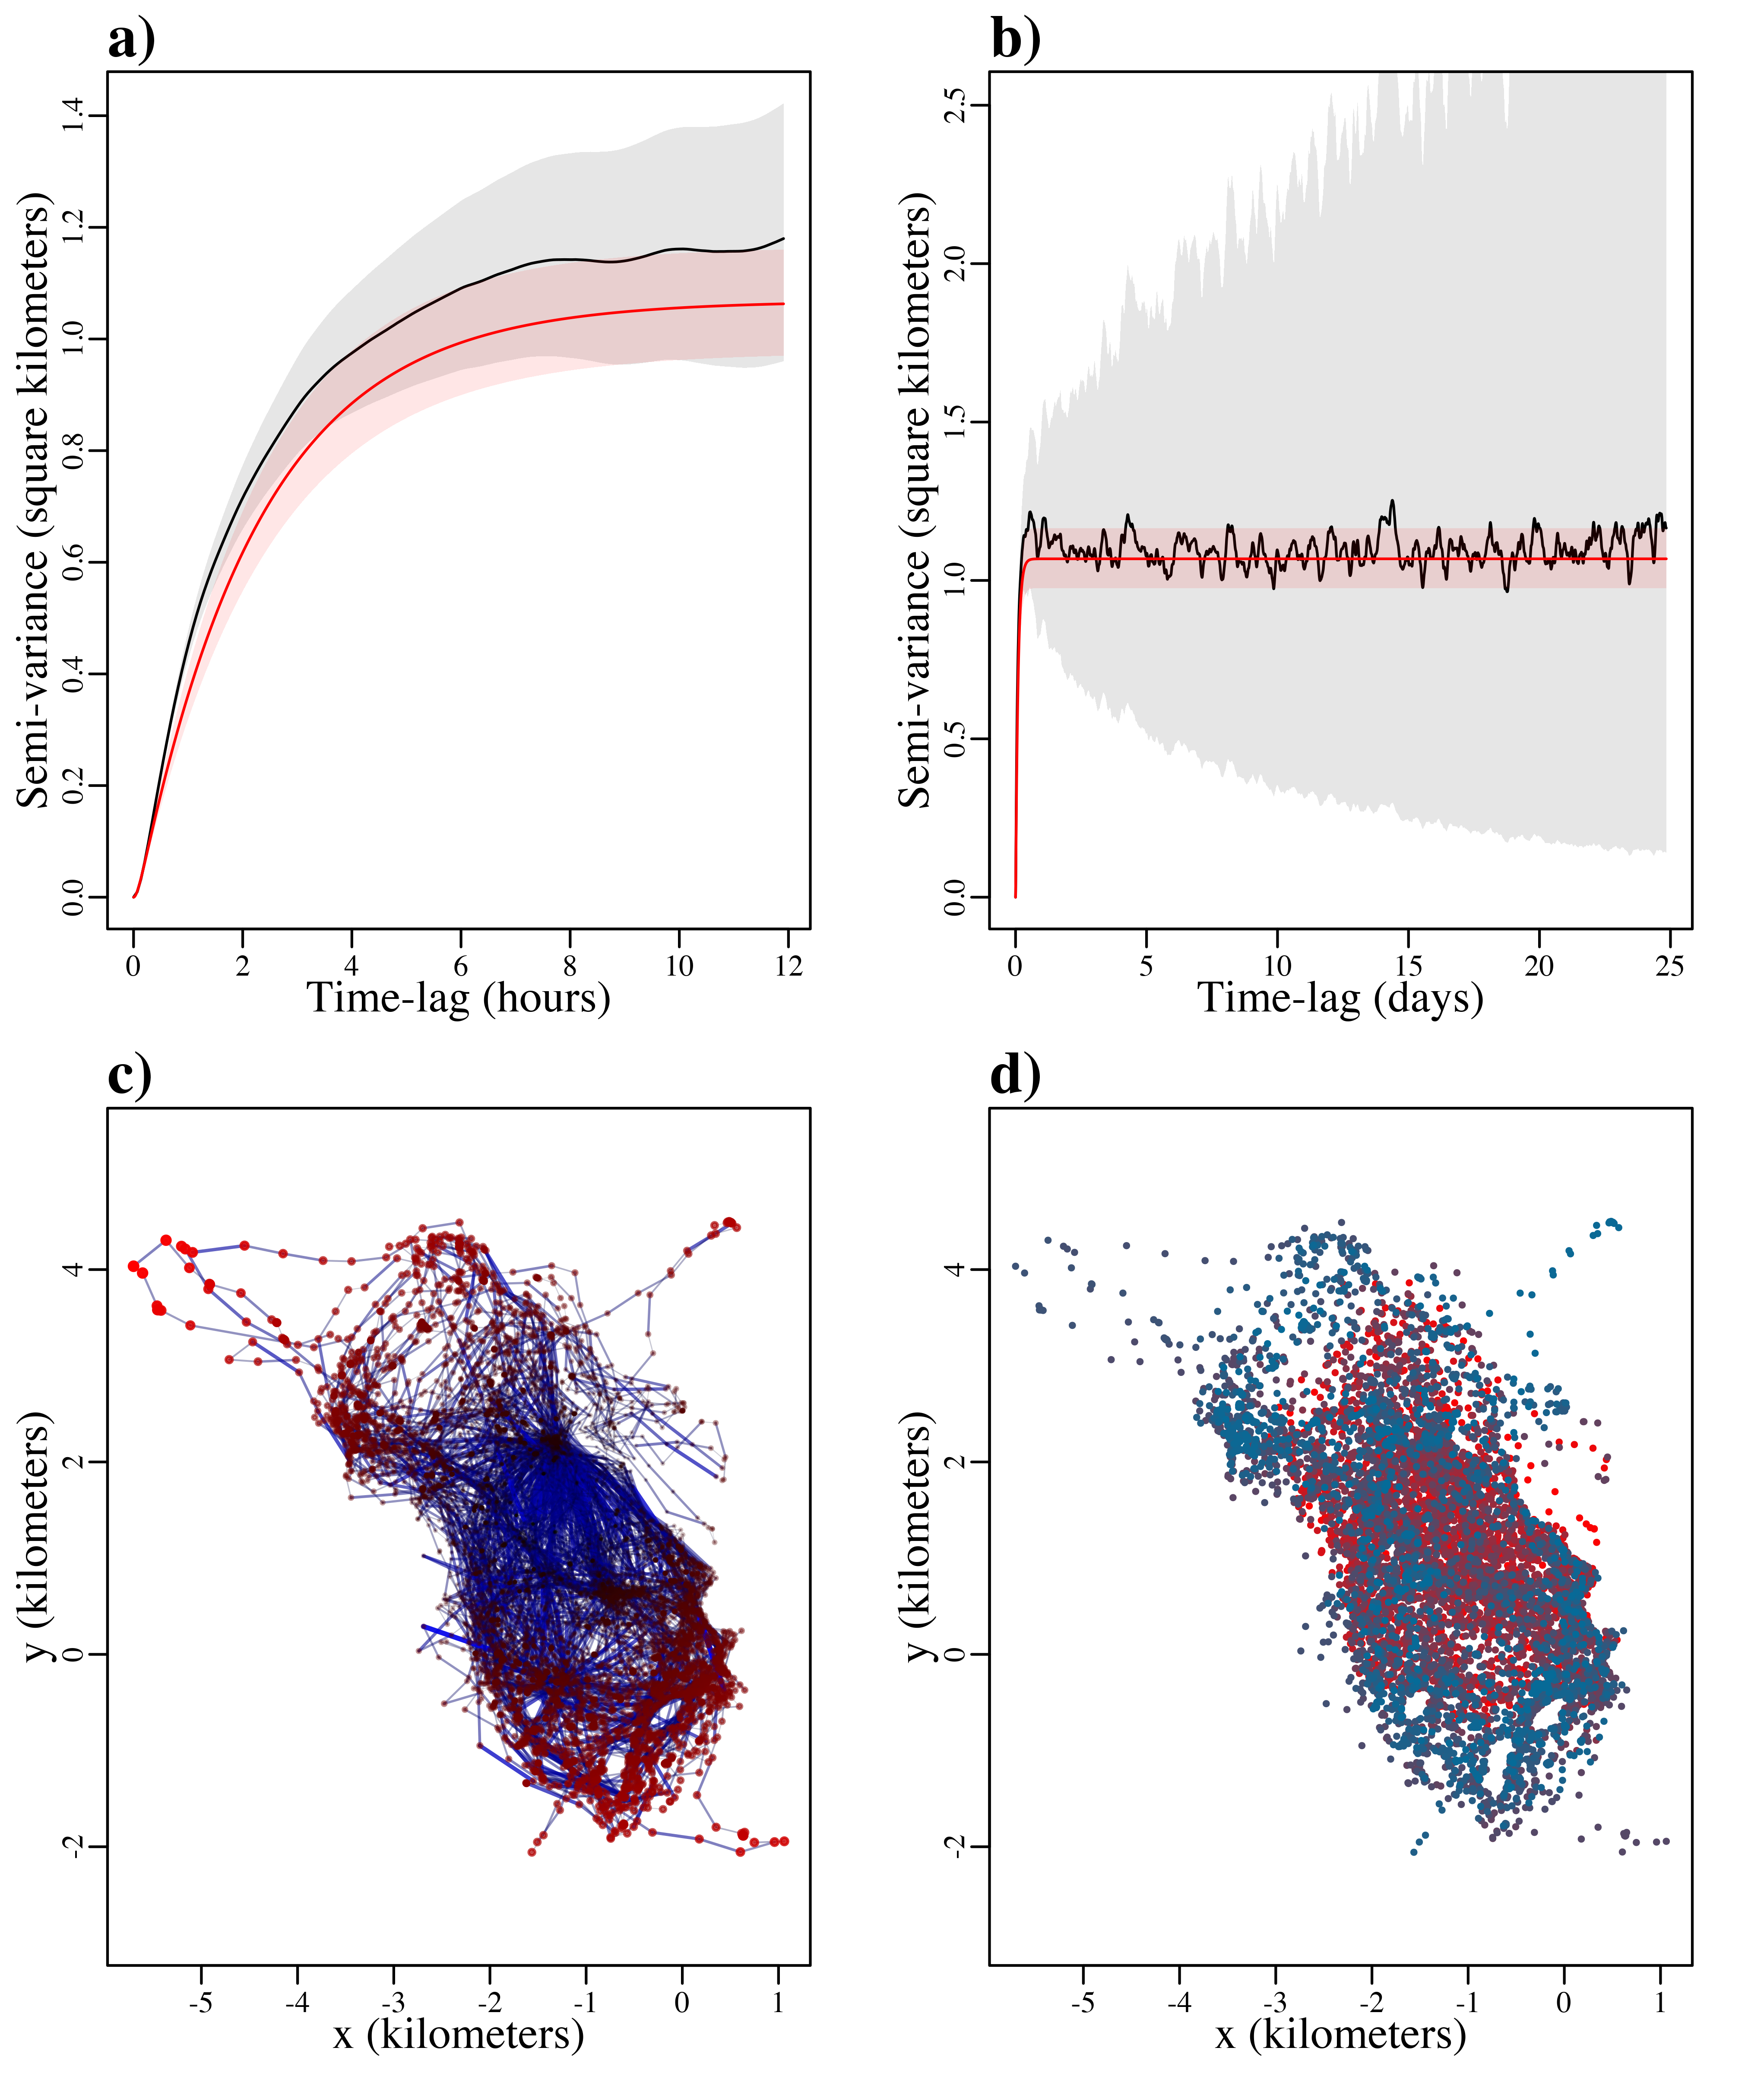 a)
Semi-variance (square kilometers)
0.0 0.2 0.4 0.6 0.8 1.0 1.2 1.4
0 2 4 6 8 10 12
Time-lag (hours)
b)
Semi-variance (square kilometers)
0.0 0.5 1.0 1.5 2.0 2.5
0 5 10 15 20 25
Time-lag (days)
c)
y (kilometers)
-2 0 2 4
-5 -4 -3 -2 -1 0 1
x (kilometers)
d)
y (kilometers)
-2 0 2 4
-5 -4 -3 -2 -1 0 1
x (kilometers)